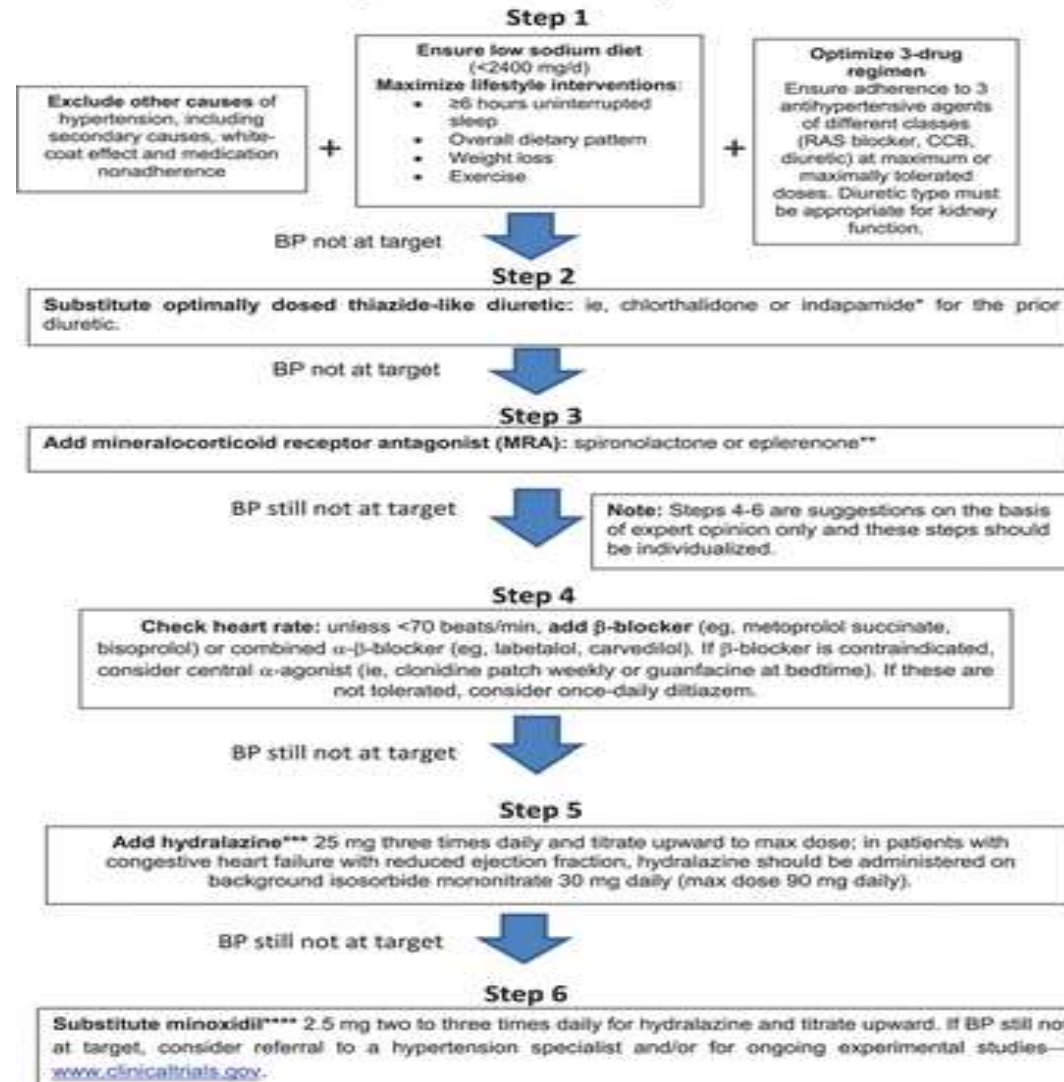 Step 1
Exclude other causes of
hypertension, including
secondary causes, white-
coat effect and medication
nonadherence
+
Ensure low sodium diet
(<2400 mg/d)
Maximize lifestyle interventions:
• ≥6 hours uninterrupted
sleep
• Overall dietary pattern
• Weight loss
• Exercise
+
Optimize 3-drug
regimen
Ensure adherence to 3
antihypertensive agents
of different classes
(RAS blocker, CCB,
diuretic) at maximum or
maximally tolerated
doses. Diuretic type must
be appropriate for kidney
function.
BP not at target
Step 2
Substitute optimally dosed thiazide-like diuretic: ie, chlorthalidone or indapamide* for the prior
diuretic.
BP not at target
Step 3
Add mineralocorticoid receptor antagonist (MRA): spironolactone or eplerenone**
BP still not at target
Note: Steps 4-6 are suggestions on the basis
of expert opinion only and these steps should
be individualized.
Step 4
Check heart rate: unless <70 beats/min, add β-blocker (eg, metoprolol succinate,
bisoprolol) or combined α-β-blocker (eg, labetalol, carvedilol). If β-blocker is contraindicated,
consider central α-agonist (ie, clonidine patch weekly or guanfacine at bedtime). If these are
not tolerated, consider once-daily diltiazem.
BP still not at target
Step 5
Add hydralazine*** 25 mg three times daily and titrate upward to max dose; in patients with
congestive heart failure with reduced ejection fraction, hydralazine should be administered on
background isosorbide mononitrate 30 mg daily (max dose 90 mg daily).
BP still not at target
Step 6
Substitute minoxidil**** 2.5 mg two to three times daily for hydralazine and titrate upward. If BP still not
at target, consider referral to a hypertension specialist and/or for ongoing experimental studies—
www.clinicaltrials.gov.